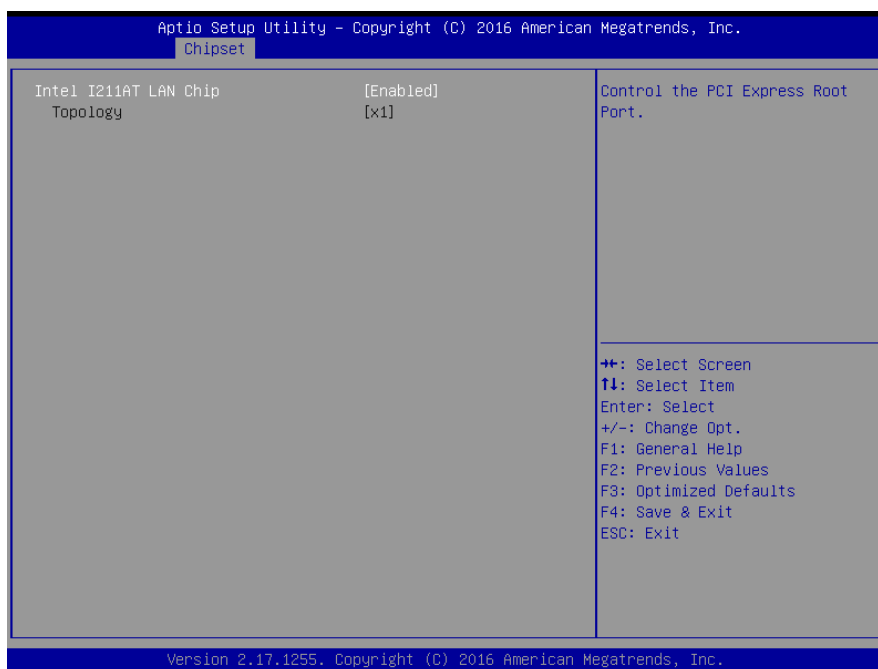 Aptio Setup Utility – Copyright (C) 2016 American Megatrends, Inc.
Chipset
Intel I211AT LAN Chip [Enabled]
Topology [x1]
Control the PCI Express Root
Port.
→←: Select Screen
↑↓: Select Item
Enter: Select
+/-: Change Opt.
F1: General Help
F2: Previous Values
F3: Optimized Defaults
F4: Save & Exit
ESC: Exit
Version 2.17.1255. Copyright (C) 2016 American Megatrends, Inc.